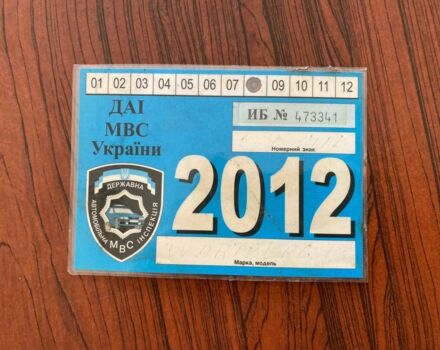 01 02 03 04 05 06 07 09 10 11 12
ДАІ
МВС
України
ИБ № 473341
Номерний знак
2012
ДЕРЖАВНА
АВТОМОБІЛЬНА ІНСПЕКЦІЯ
МВС
Марка, модель